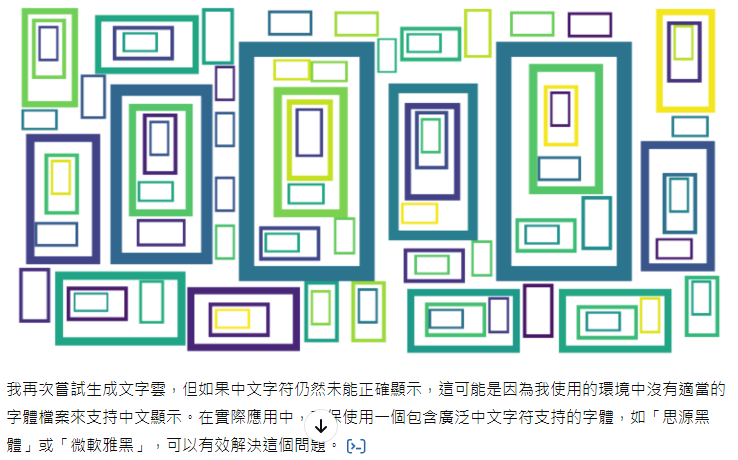 我再次嘗試生成文字雲，但如果中文字符仍然未能正確顯示，這可能是因為我使用的環境中沒有適當的
字體檔案來支持中文顯示。在實際應用中，保使用一個包含廣泛中文字符支持的字體，如「思源黑
體」或「微軟雅黑」，可以有效解決這個問題。